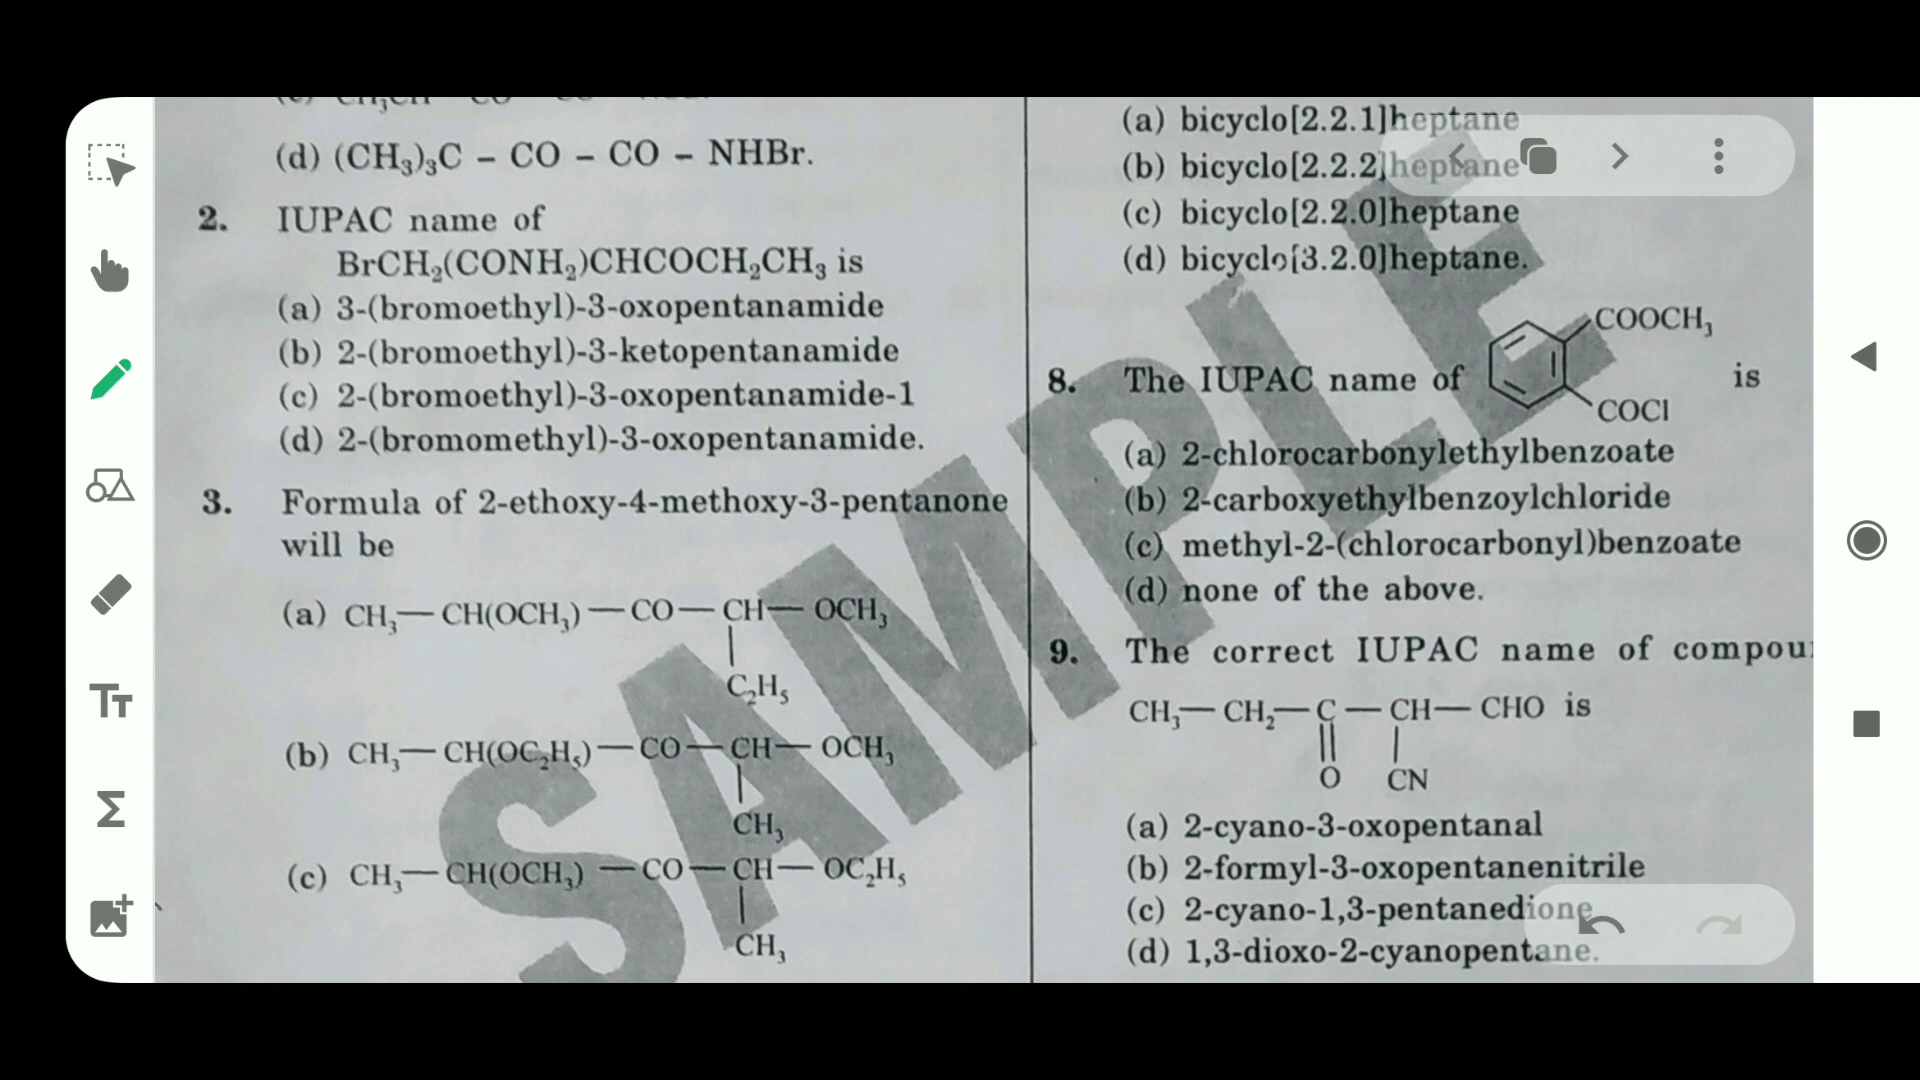 (d) (CH₃)₃C – CO – CO – NHBr.
2. IUPAC name of
BrCH₂(CONH₂)CHCOCH₂CH₃ is
(a) 3-(bromoethyl)-3-oxopentanamide
(b) 2-(bromoethyl)-3-ketopentanamide
(c) 2-(bromoethyl)-3-oxopentanamide-1
(d) 2-(bromomethyl)-3-oxopentanamide.
3. Formula of 2-ethoxy-4-methoxy-3-pentanone
will be
(a) CH₃— CH(OCH₃) — CO — CH— OCH₃
|
C₂H₅
(b) CH₃— CH(OC₂H₅) — CO — CH— OCH₃
|
CH₃
(c) CH₃— CH(OCH₃) — CO — CH— OC₂H₅
|
CH₃
(a) bicyclo[2.2.1]heptane
(b) bicyclo[2.2.2]heptane
(c) bicyclo[2.2.0]heptane
(d) bicyclo[3.2.0]heptane.
COOCH₃
8. The IUPAC name of is
COCl
(a) 2-chlorocarbonylethylbenzoate
(b) 2-carboxyethylbenzoylchloride
(c) methyl-2-(chlorocarbonyl)benzoate
(d) none of the above.
9. The correct IUPAC name of
CH₃— CH₂— C — CH— CHO is
|| |
O CN
(a) 2-cyano-3-oxopentanal
(b) 2-formyl-3-oxopentanenitrile
(c) 2-cyano-1,3-pentanedione
(d) 1,3-dioxo-2-cyanopentane.
SAMPLE
Tт
Σ